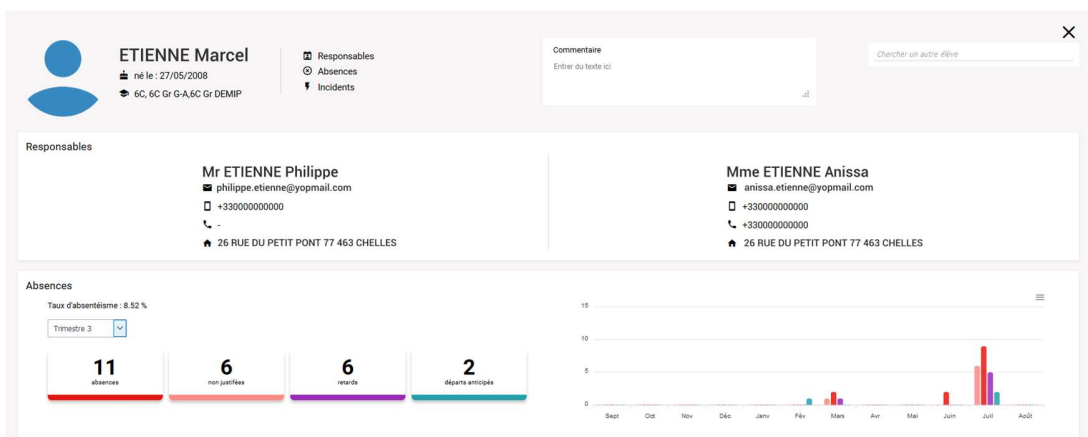 ETIENNE Marcel
né le : 27/05/2008
6C, 6C Gr G-A,6C Gr DEMIP
Responsables
Absences
Incidents
Commentaire
Entrer du texte ici
Chercher un autre élève
Responsables
Mr ETIENNE Philippe
philippe.etienne@yopmail.com
+330000000000
-
26 RUE DU PETIT PONT 77 463 CHELLES
Mme ETIENNE Anissa
anissa.etienne@yopmail.com
+330000000000
+330000000000
26 RUE DU PETIT PONT 77 463 CHELLES
Absences
Taux d'absentéisme : 8.52 %
Trimestre 3
11
absences
6
non justifiées
6
retards
2
départs anticipés
15
10
5
0
Sept Oct Nov Déc Janv Fév Mars Avr Mai Juin Juil Août